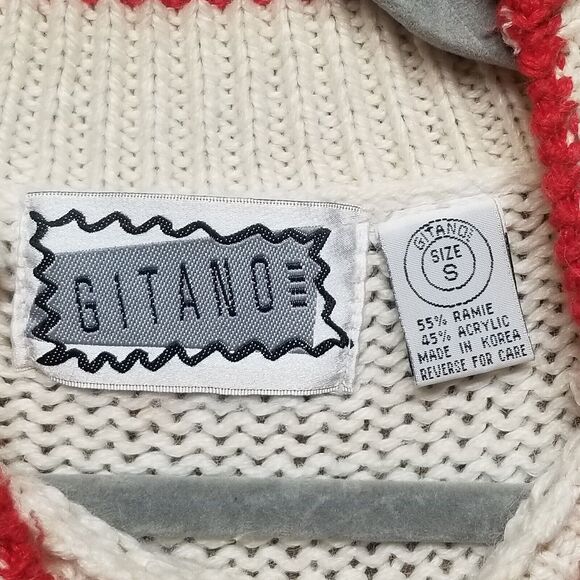 GITANO
GITANO
SIZE
S
55% RAMIE
45% ACRYLIC
MADE IN KOREA
REVERSE FOR CARE